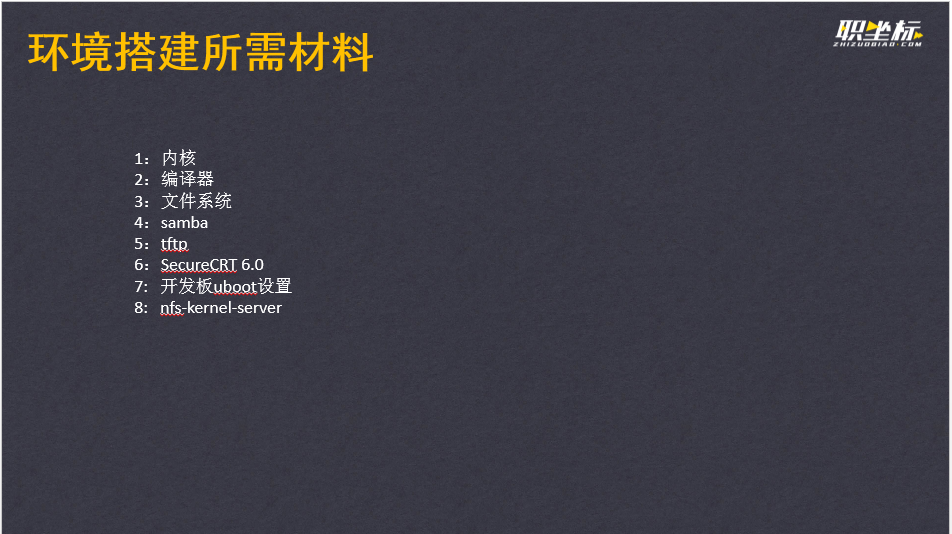 环境搭建所需材料
职坐标
ZHIZUOBIAO.COM
1：内核
2：编译器
3：文件系统
4：samba
5：tftp
6：SecureCRT 6.0
7：开发板uboot设置
8：nfs-kernel-server